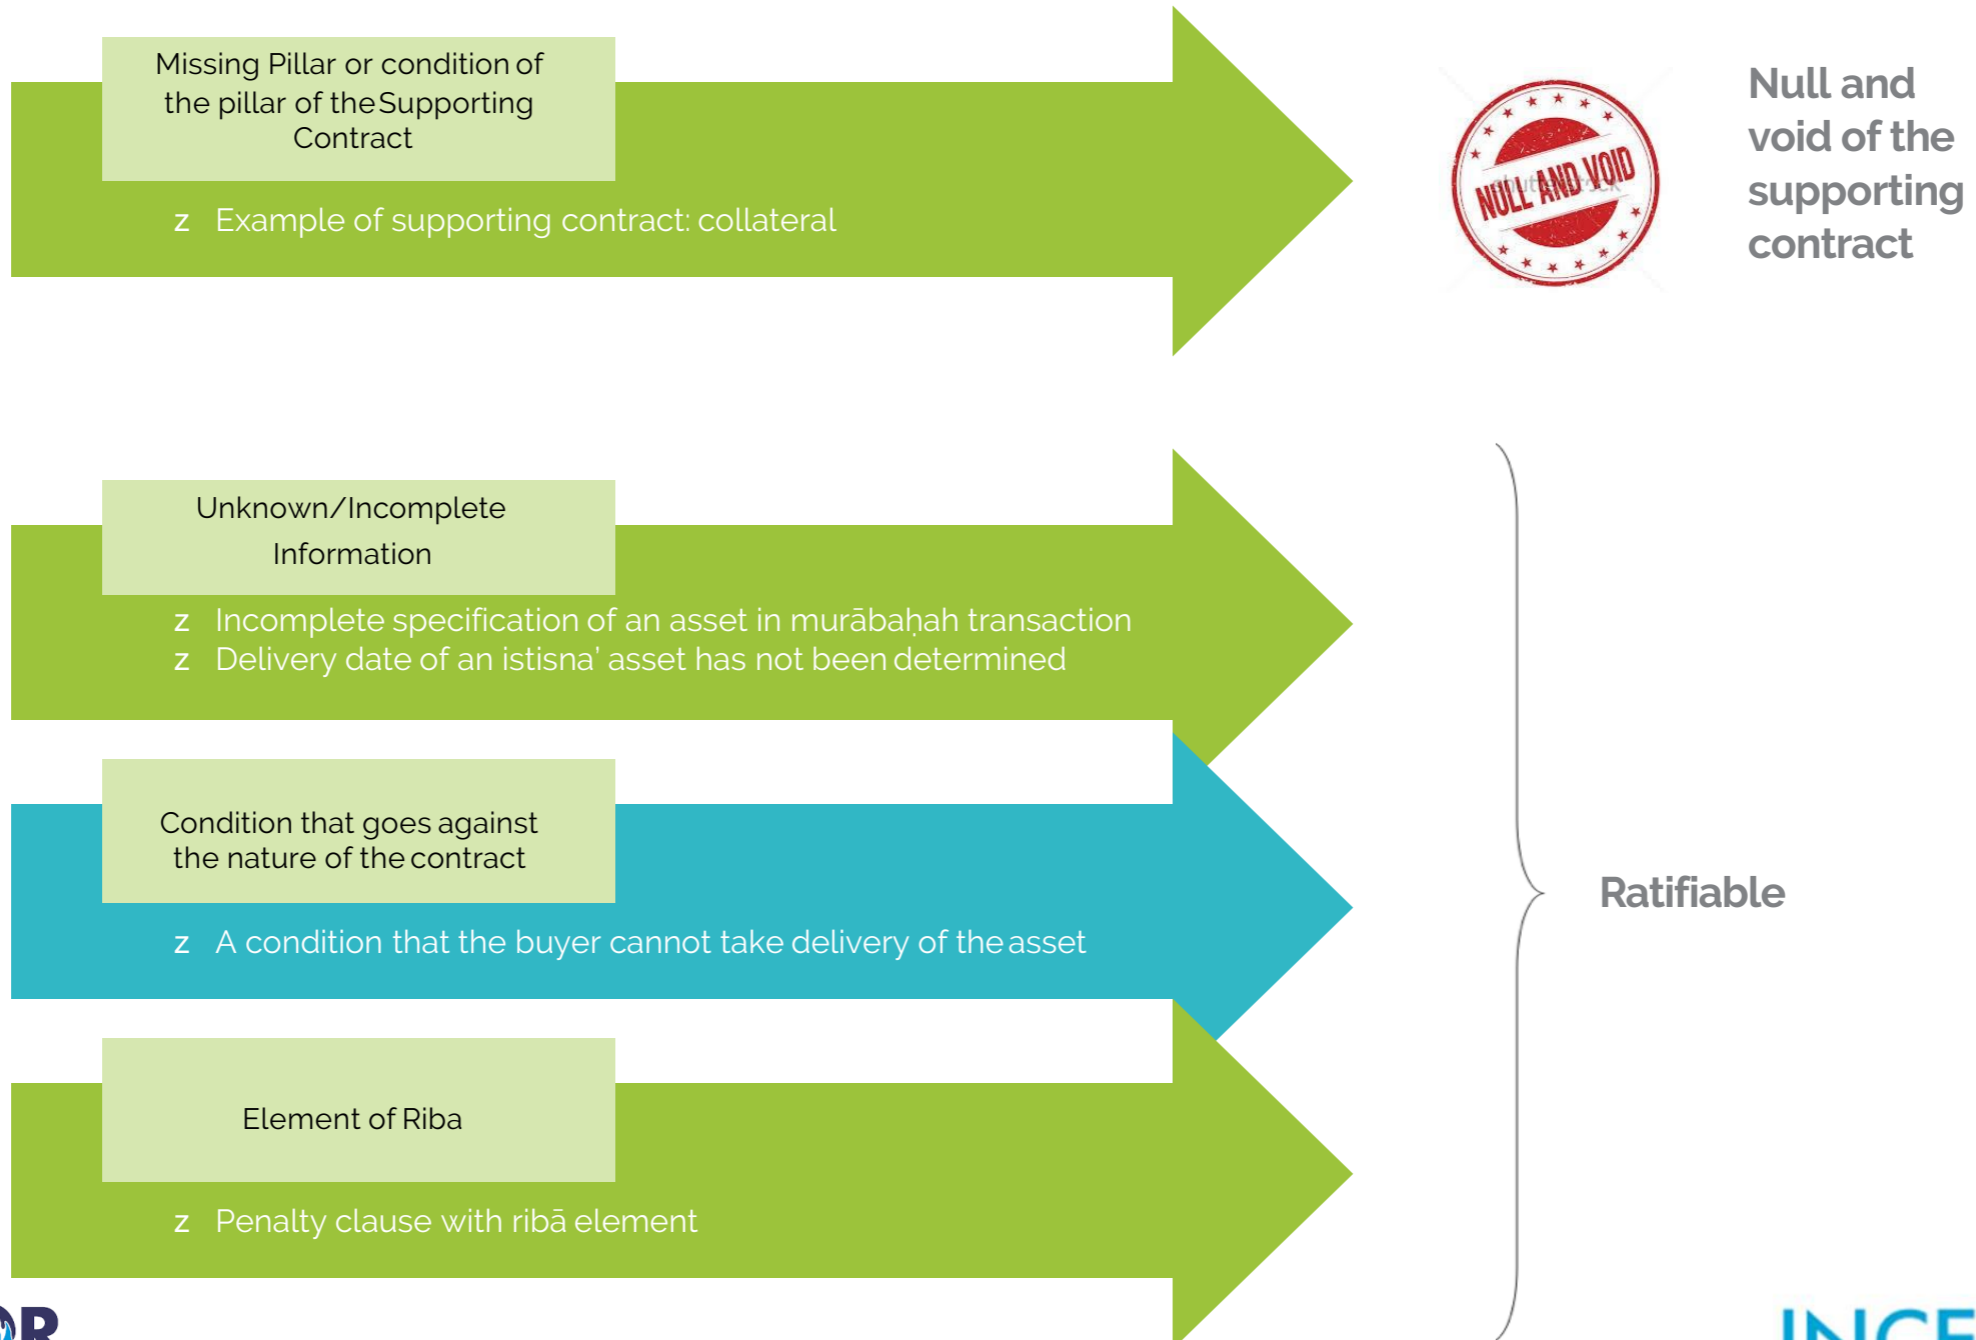 Missing Pillar or condition of
the pillar of the Supporting
Contract
z Example of supporting contract: collateral
NULL AND VOID
shutterstock
Null and
void of the
supporting
contract
Unknown/Incomplete
Information
z Incomplete specification of an asset in murābaḥah transaction
z Delivery date of an istisna' asset has not been determined
Condition that goes against
the nature of the contract
z A condition that the buyer cannot take delivery of the asset
Ratifiable
Element of Riba
z Penalty clause with ribā element